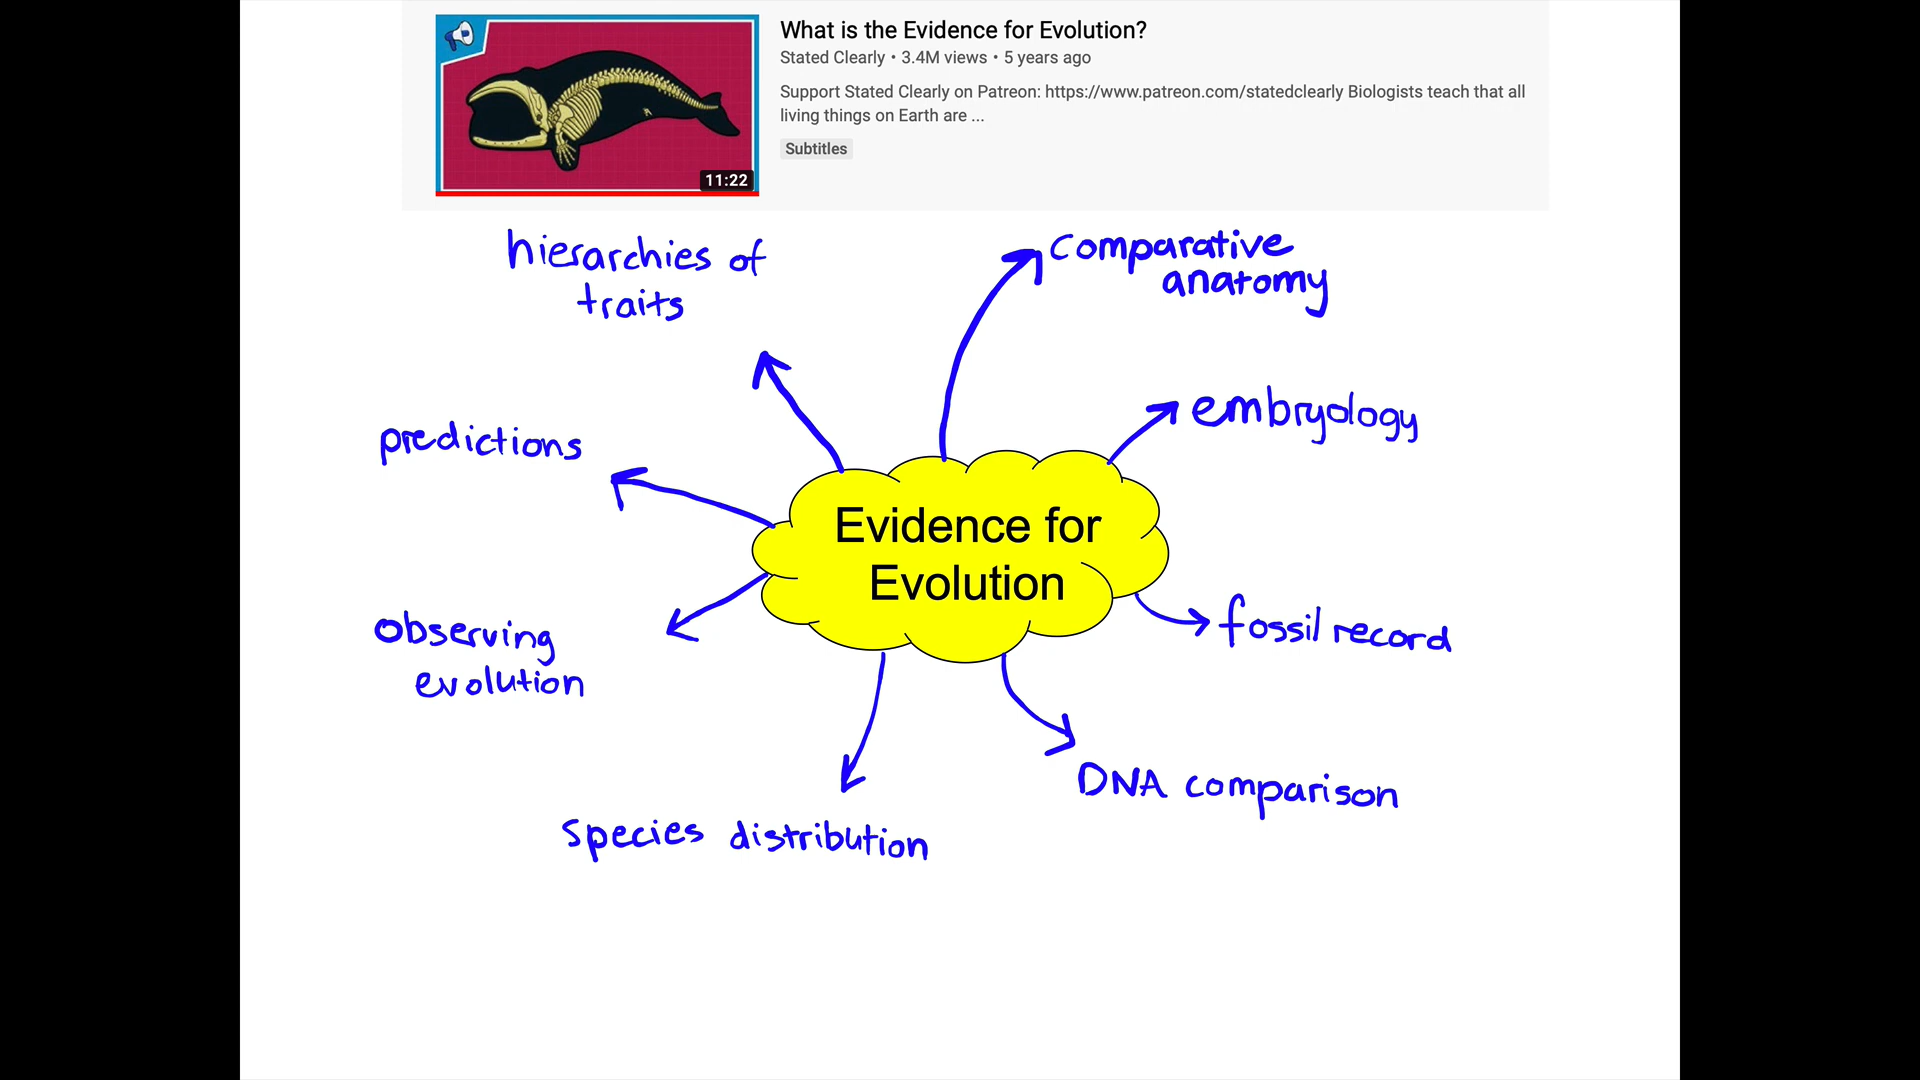 What is the Evidence for Evolution?
Stated Clearly • 3.4M views • 5 years ago
Support Stated Clearly on Patreon: https://www.patreon.com/statedclearly Biologists teach that all
living things on Earth are ...
Subtitles
11:22
hierarchies of
traits
comparative
anatomy
predictions
embryology
Evidence for
Evolution
observing
evolution
fossil record
DNA comparison
species distribution